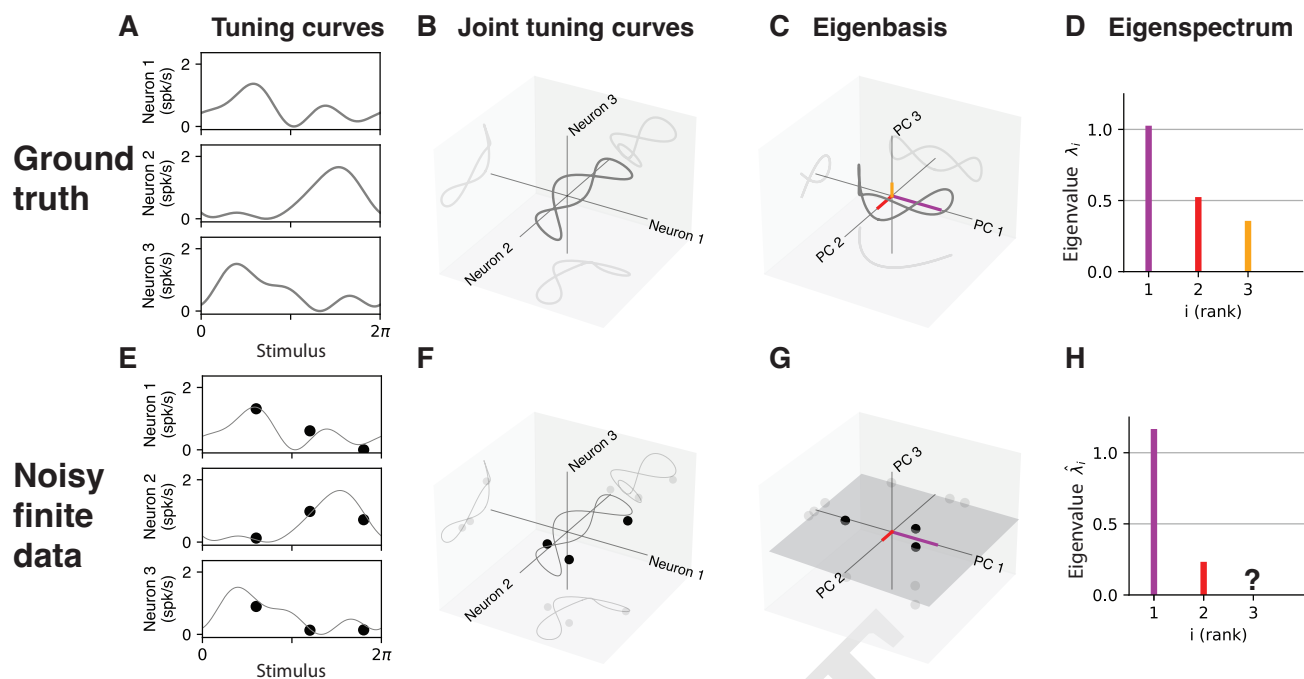 A Tuning curves
B Joint tuning curves
C Eigenbasis
D Eigenspectrum
Ground
truth
Neuron 1
(spk/s)
2
0
Neuron 2
(spk/s)
2
0
Neuron 3
(spk/s)
2
0
0
2π
Stimulus
Neuron 3
Neuron 1
Neuron 2
PC 3
PC 1
PC 2
Eigenvalue λi
1.0
0.5
0.0
1 2 3
i (rank)
E
F
G
H
Noisy
finite
data
Neuron 1
(spk/s)
2
0
Neuron 2
(spk/s)
2
0
Neuron 3
(spk/s)
2
0
0
2π
Stimulus
Neuron 3
Neuron 1
Neuron 2
PC 3
PC 1
PC 2
Eigenvalue λ̂i
1.0
0.5
0.0
?
1 2 3
i (rank)